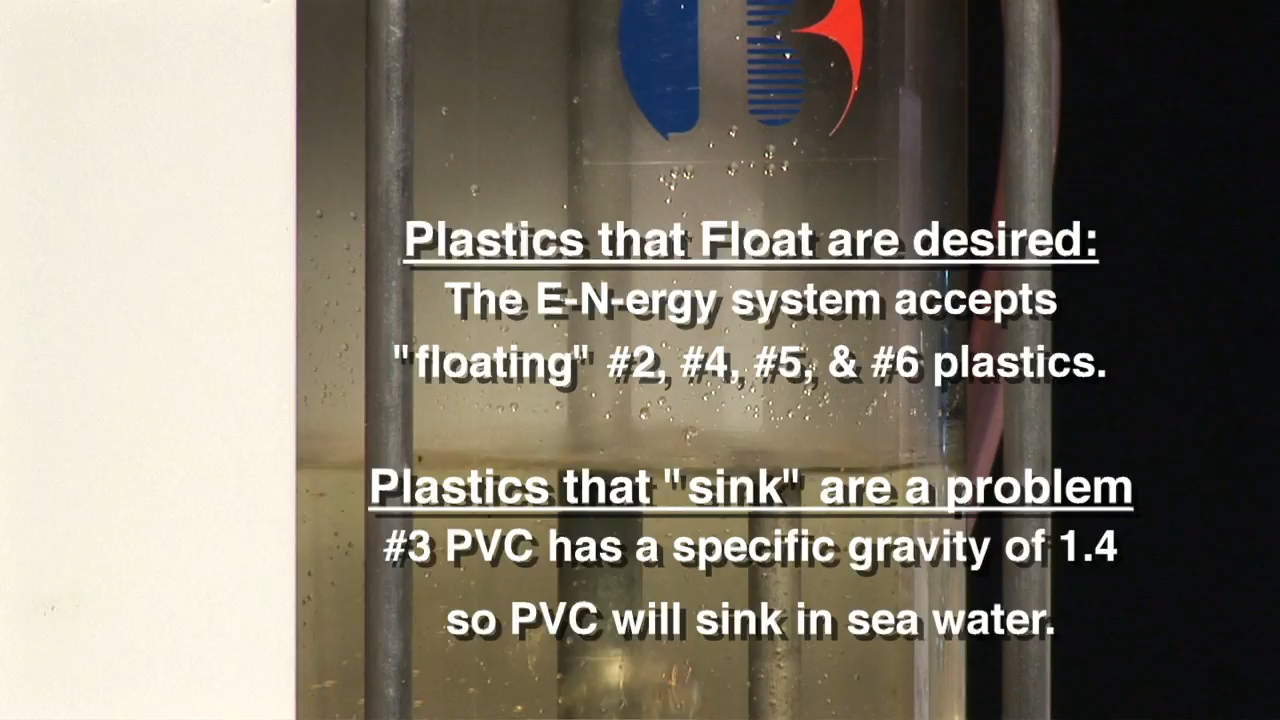 Plastics that Float are desired:
The E-N-ergy system accepts
"floating" #2, #4, #5, & #6 plastics.
Plastics that "sink" are a problem
#3 PVC has a specific gravity of 1.4
so PVC will sink in sea water.